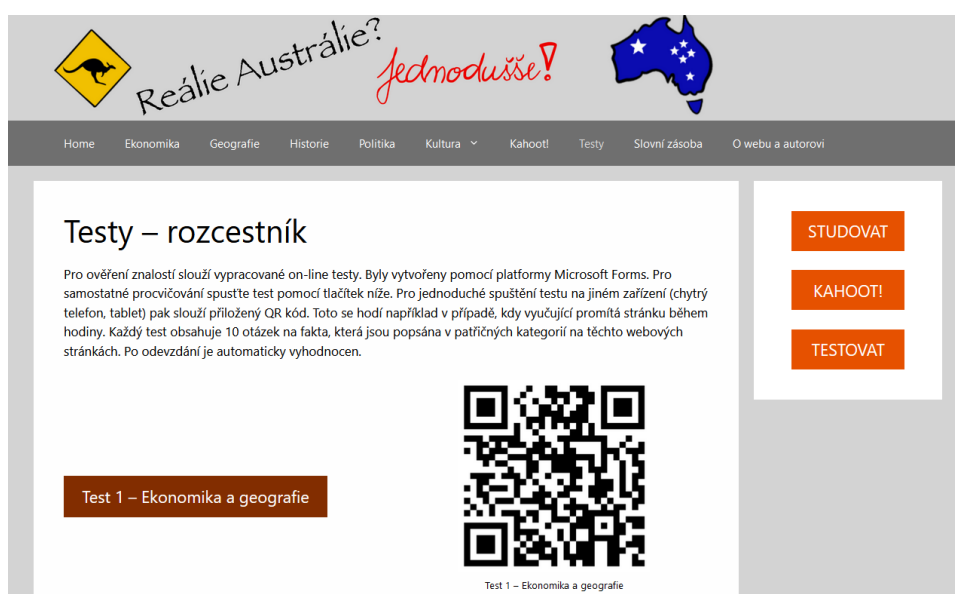 Reálie Austrálie?
Jednodušše!
Home Ekonomika Geografie Historie Politika Kultura Kahoot! Testy Slovní zásoba O webu a autorovi
Testy – rozcestník
Pro ověření znalostí slouží vypracované on-line testy. Byly vytvořeny pomocí platformy Microsoft Forms. Pro
samostatné procvičování spusťte test pomocí tlačítek níže. Pro jednoduché spuštění testu na jiném zařízení (chytrý
telefon, tablet) pak slouží přiložený QR kód. Toto se hodí například v případě, kdy vyučující promítá stránku během
hodiny. Každý test obsahuje 10 otázek na fakta, která jsou popsána v patřičných kategorií na těchto webových
stránkách. Po odevzdání je automaticky vyhodnocen.
Test 1 – Ekonomika a geografie
Test 1 – Ekonomika a geografie
STUDOVAT
KAHOOT!
TESTOVAT